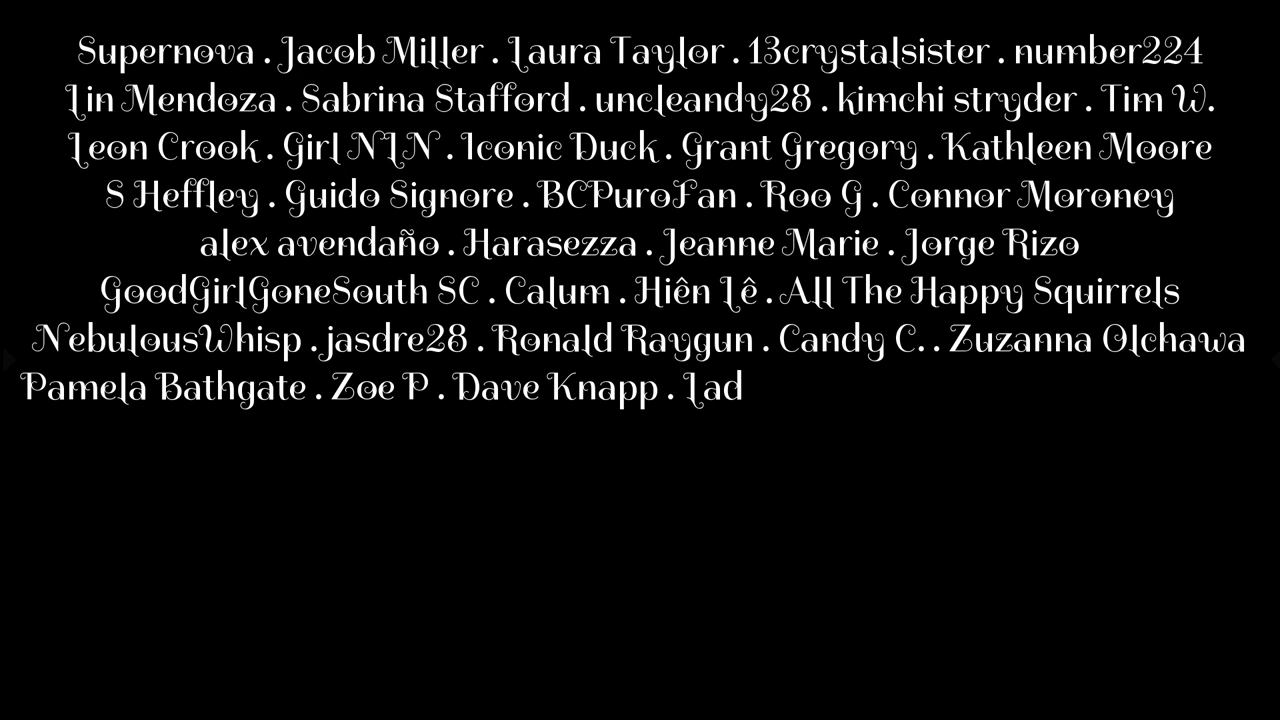 Supernova . Jacob Miller . Laura Taylor . 13crystalsister . number224
Lin Mendoza . Sabrina Stafford . uncleandy28 . kimchi stryder . Tim W.
Leon Crook . Girl NLN . Iconic Duck . Grant Gregory . Kathleen Moore
S Heffley . Guido Signore . BCPuroFan . Roo G . Connor Moroney
alex avendaño . Harasezza . Jeanne Marie . Jorge Rizo
GoodGirlGoneSouth SC . Calum . Hiên Lê . All The Happy Squirrels
NebulousWhisp . jasdre28 . Ronald Raygun . Candy C. . Zuzanna Olchawa
Pamela Bathgate . Zoe P . Dave Knapp . Lad